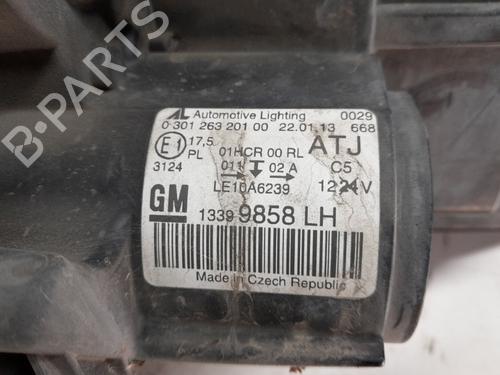 AL Automotive Lighting 0029
0 301 263 201 00 22.01.13 668
E1 17,5 01HCR 00 RL ATJ
PL 011 02 A C5
3124 LE10A6239 12 24V
GM 1339 9858 LH
Made in Czech Republic
B-PARTS